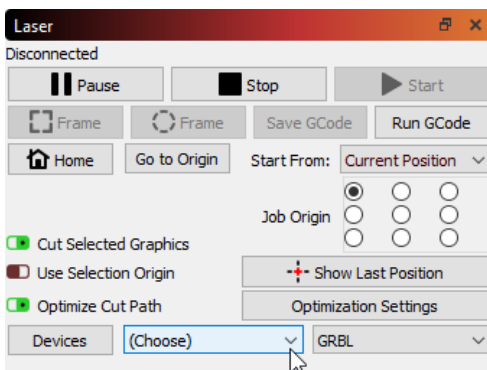 Laser
Disconnected
Pause Stop Start
Frame Frame Save GCode Run GCode
Home Go to Origin Start From: Current Position
Job Origin
Cut Selected Graphics
Use Selection Origin Show Last Position
Optimize Cut Path Optimization Settings
Devices (Choose) GRBL